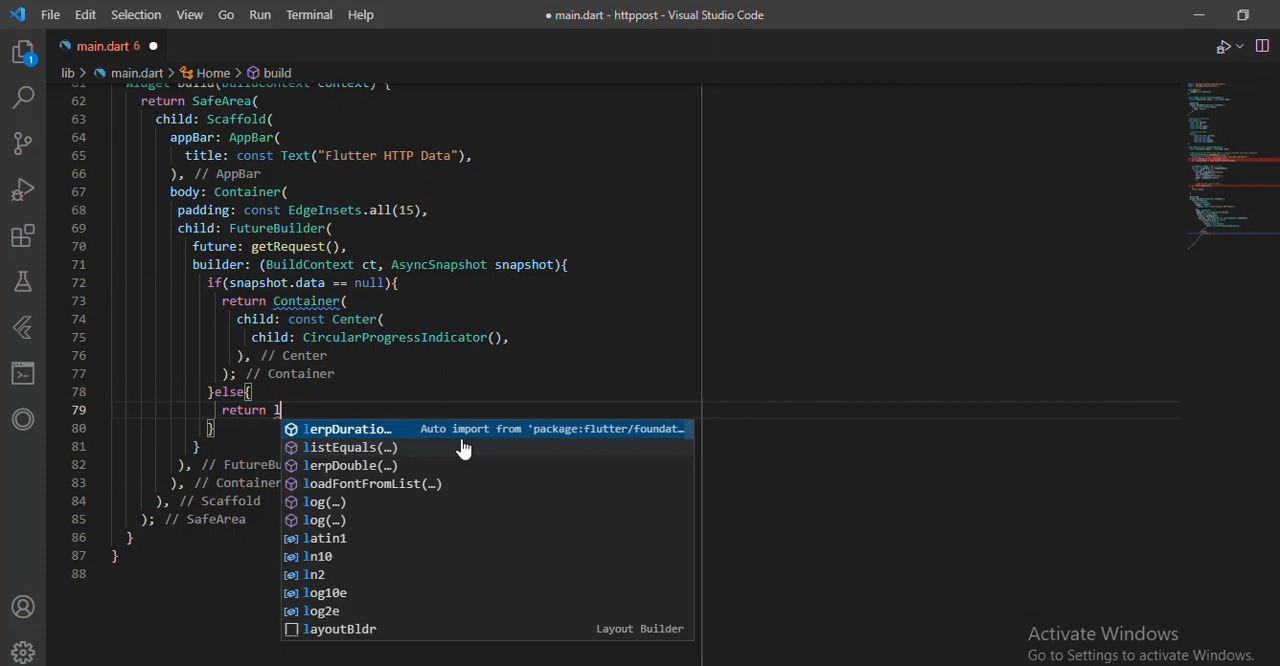 File Edit Selection View Go Run Terminal Help
● main.dart - httppost - Visual Studio Code
1
main.dart 6 ●
lib > main.dart > Home > build
61 Widget build(BuildContext context) {
62 return SafeArea(
63 child: Scaffold(
64 appBar: AppBar(
65 title: const Text("Flutter HTTP Data"),
66 ), // AppBar
67 body: Container(
68 padding: const EdgeInsets.all(15),
69 child: FutureBuilder(
70 future: getRequest(),
71 builder: (BuildContext ct, AsyncSnapshot snapshot){
72 if(snapshot.data == null){
73 return Container(
74 child: const Center(
75 child: CircularProgressIndicator(),
76 ), // Center
77 ); // Container
78 }else{
79 return l
80 }
81 }
82 ), // FutureBu
83 ), // Container
84 ), // Scaffold
85 ); // SafeArea
86 }
87 }
88
lerpDuratio… Auto import from 'package:flutter/foundat…
listEquals(…)
lerpDouble(…)
loadFontFromList(…)
log(…)
log(…)
latin1
ln10
ln2
log10e
log2e
layoutBldr Layout Builder
Activate Windows
Go to Settings to activate Windows.